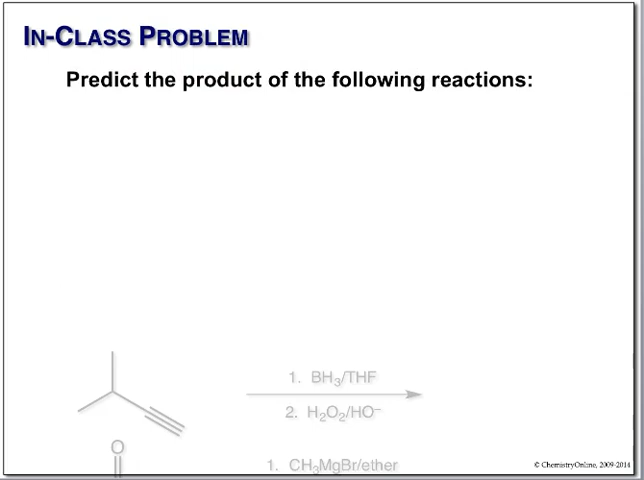 IN-CLASS PROBLEM
Predict the product of the following reactions:
1. BH3/THF
2. H2O2/HO–
O
1. CH3MgBr/ether
© ChemistryOnline, 2009-2014